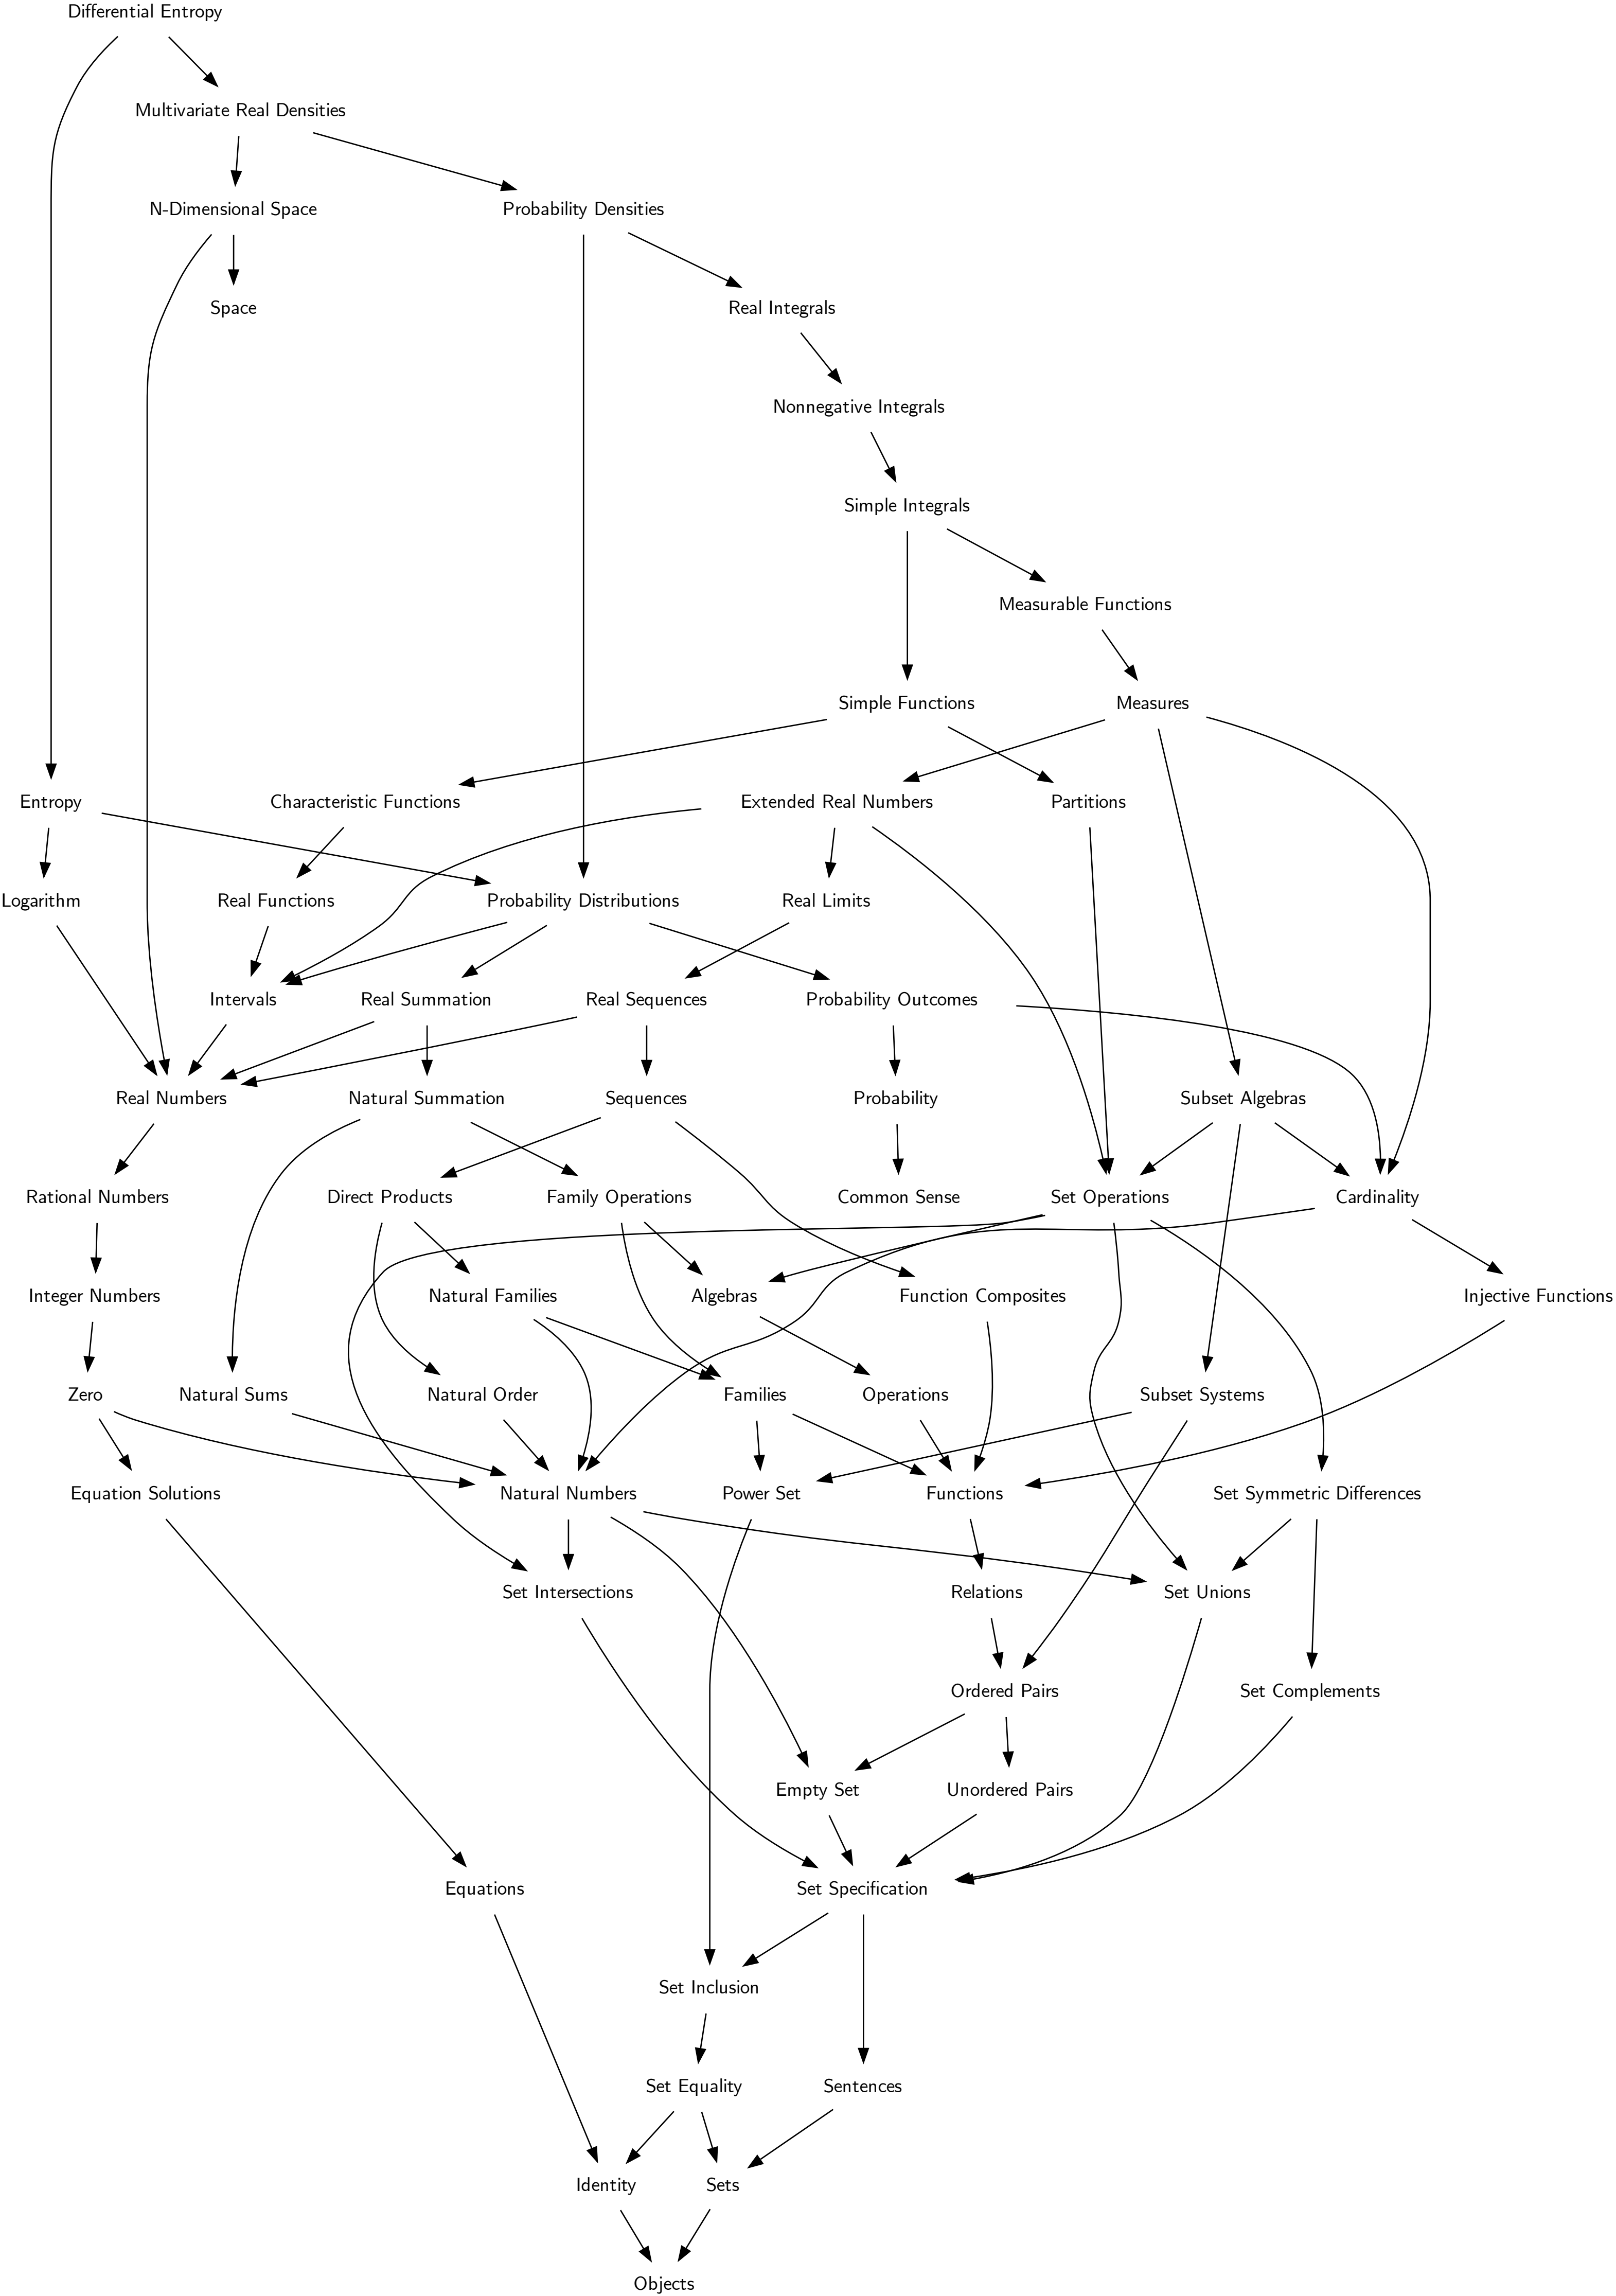 Differential Entropy
Multivariate Real Densities
N-Dimensional Space
Probability Densities
Space
Real Integrals
Nonnegative Integrals
Simple Integrals
Measurable Functions
Simple Functions
Measures
Entropy
Characteristic Functions
Extended Real Numbers
Partitions
Logarithm
Real Functions
Probability Distributions
Real Limits
Intervals
Real Summation
Real Sequences
Probability Outcomes
Real Numbers
Natural Summation
Sequences
Probability
Subset Algebras
Rational Numbers
Direct Products
Family Operations
Common Sense
Set Operations
Cardinality
Integer Numbers
Natural Families
Algebras
Function Composites
Injective Functions
Zero
Natural Sums
Natural Order
Families
Operations
Subset Systems
Equation Solutions
Natural Numbers
Power Set
Functions
Set Symmetric Differences
Set Intersections
Relations
Set Unions
Ordered Pairs
Set Complements
Empty Set
Unordered Pairs
Equations
Set Specification
Set Inclusion
Set Equality
Sentences
Identity
Sets
Objects